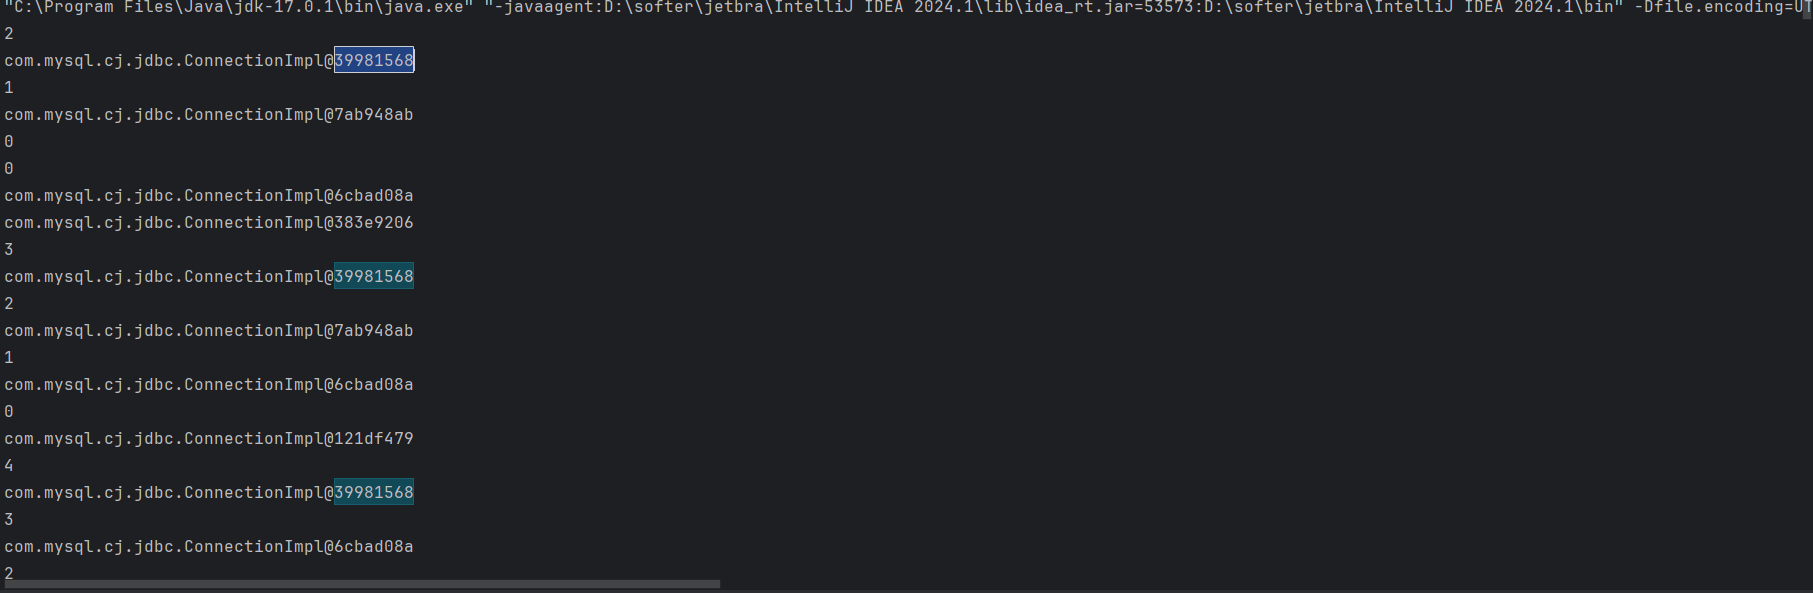 "C:\Program Files\Java\jdk-17.0.1\bin\java.exe" "-javaagent:D:\softer\jetbra\IntelliJ IDEA 2024.1\lib\idea_rt.jar=53573:D:\softer\jetbra\IntelliJ IDEA 2024.1\bin" -Dfile.encoding=UT
2
com.mysql.cj.jdbc.ConnectionImpl@39981568
1
com.mysql.cj.jdbc.ConnectionImpl@7ab948ab
0
0
com.mysql.cj.jdbc.ConnectionImpl@6cbad08a
com.mysql.cj.jdbc.ConnectionImpl@383e9206
3
com.mysql.cj.jdbc.ConnectionImpl@39981568
2
com.mysql.cj.jdbc.ConnectionImpl@7ab948ab
1
com.mysql.cj.jdbc.ConnectionImpl@6cbad08a
0
com.mysql.cj.jdbc.ConnectionImpl@121df479
4
com.mysql.cj.jdbc.ConnectionImpl@39981568
3
com.mysql.cj.jdbc.ConnectionImpl@6cbad08a
2